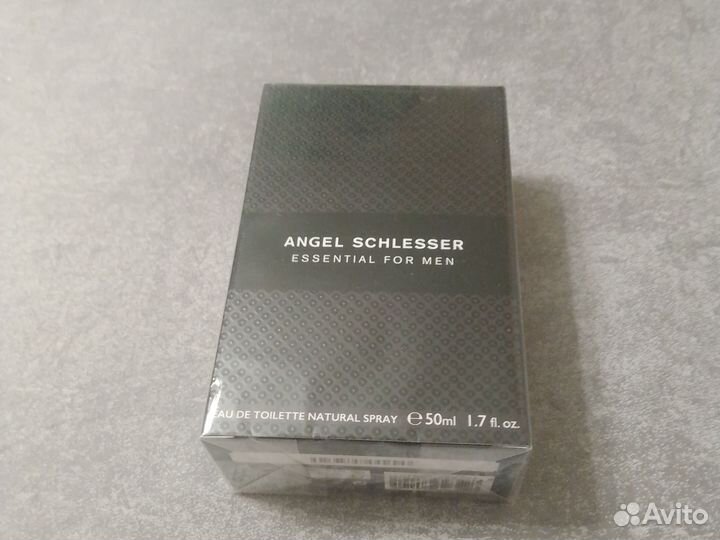 ANGEL SCHLESSER
ESSENTIAL FOR MEN
EAU DE TOILETTE NATURAL SPRAY ℮ 50ml 1.7 fl. oz.
Avito